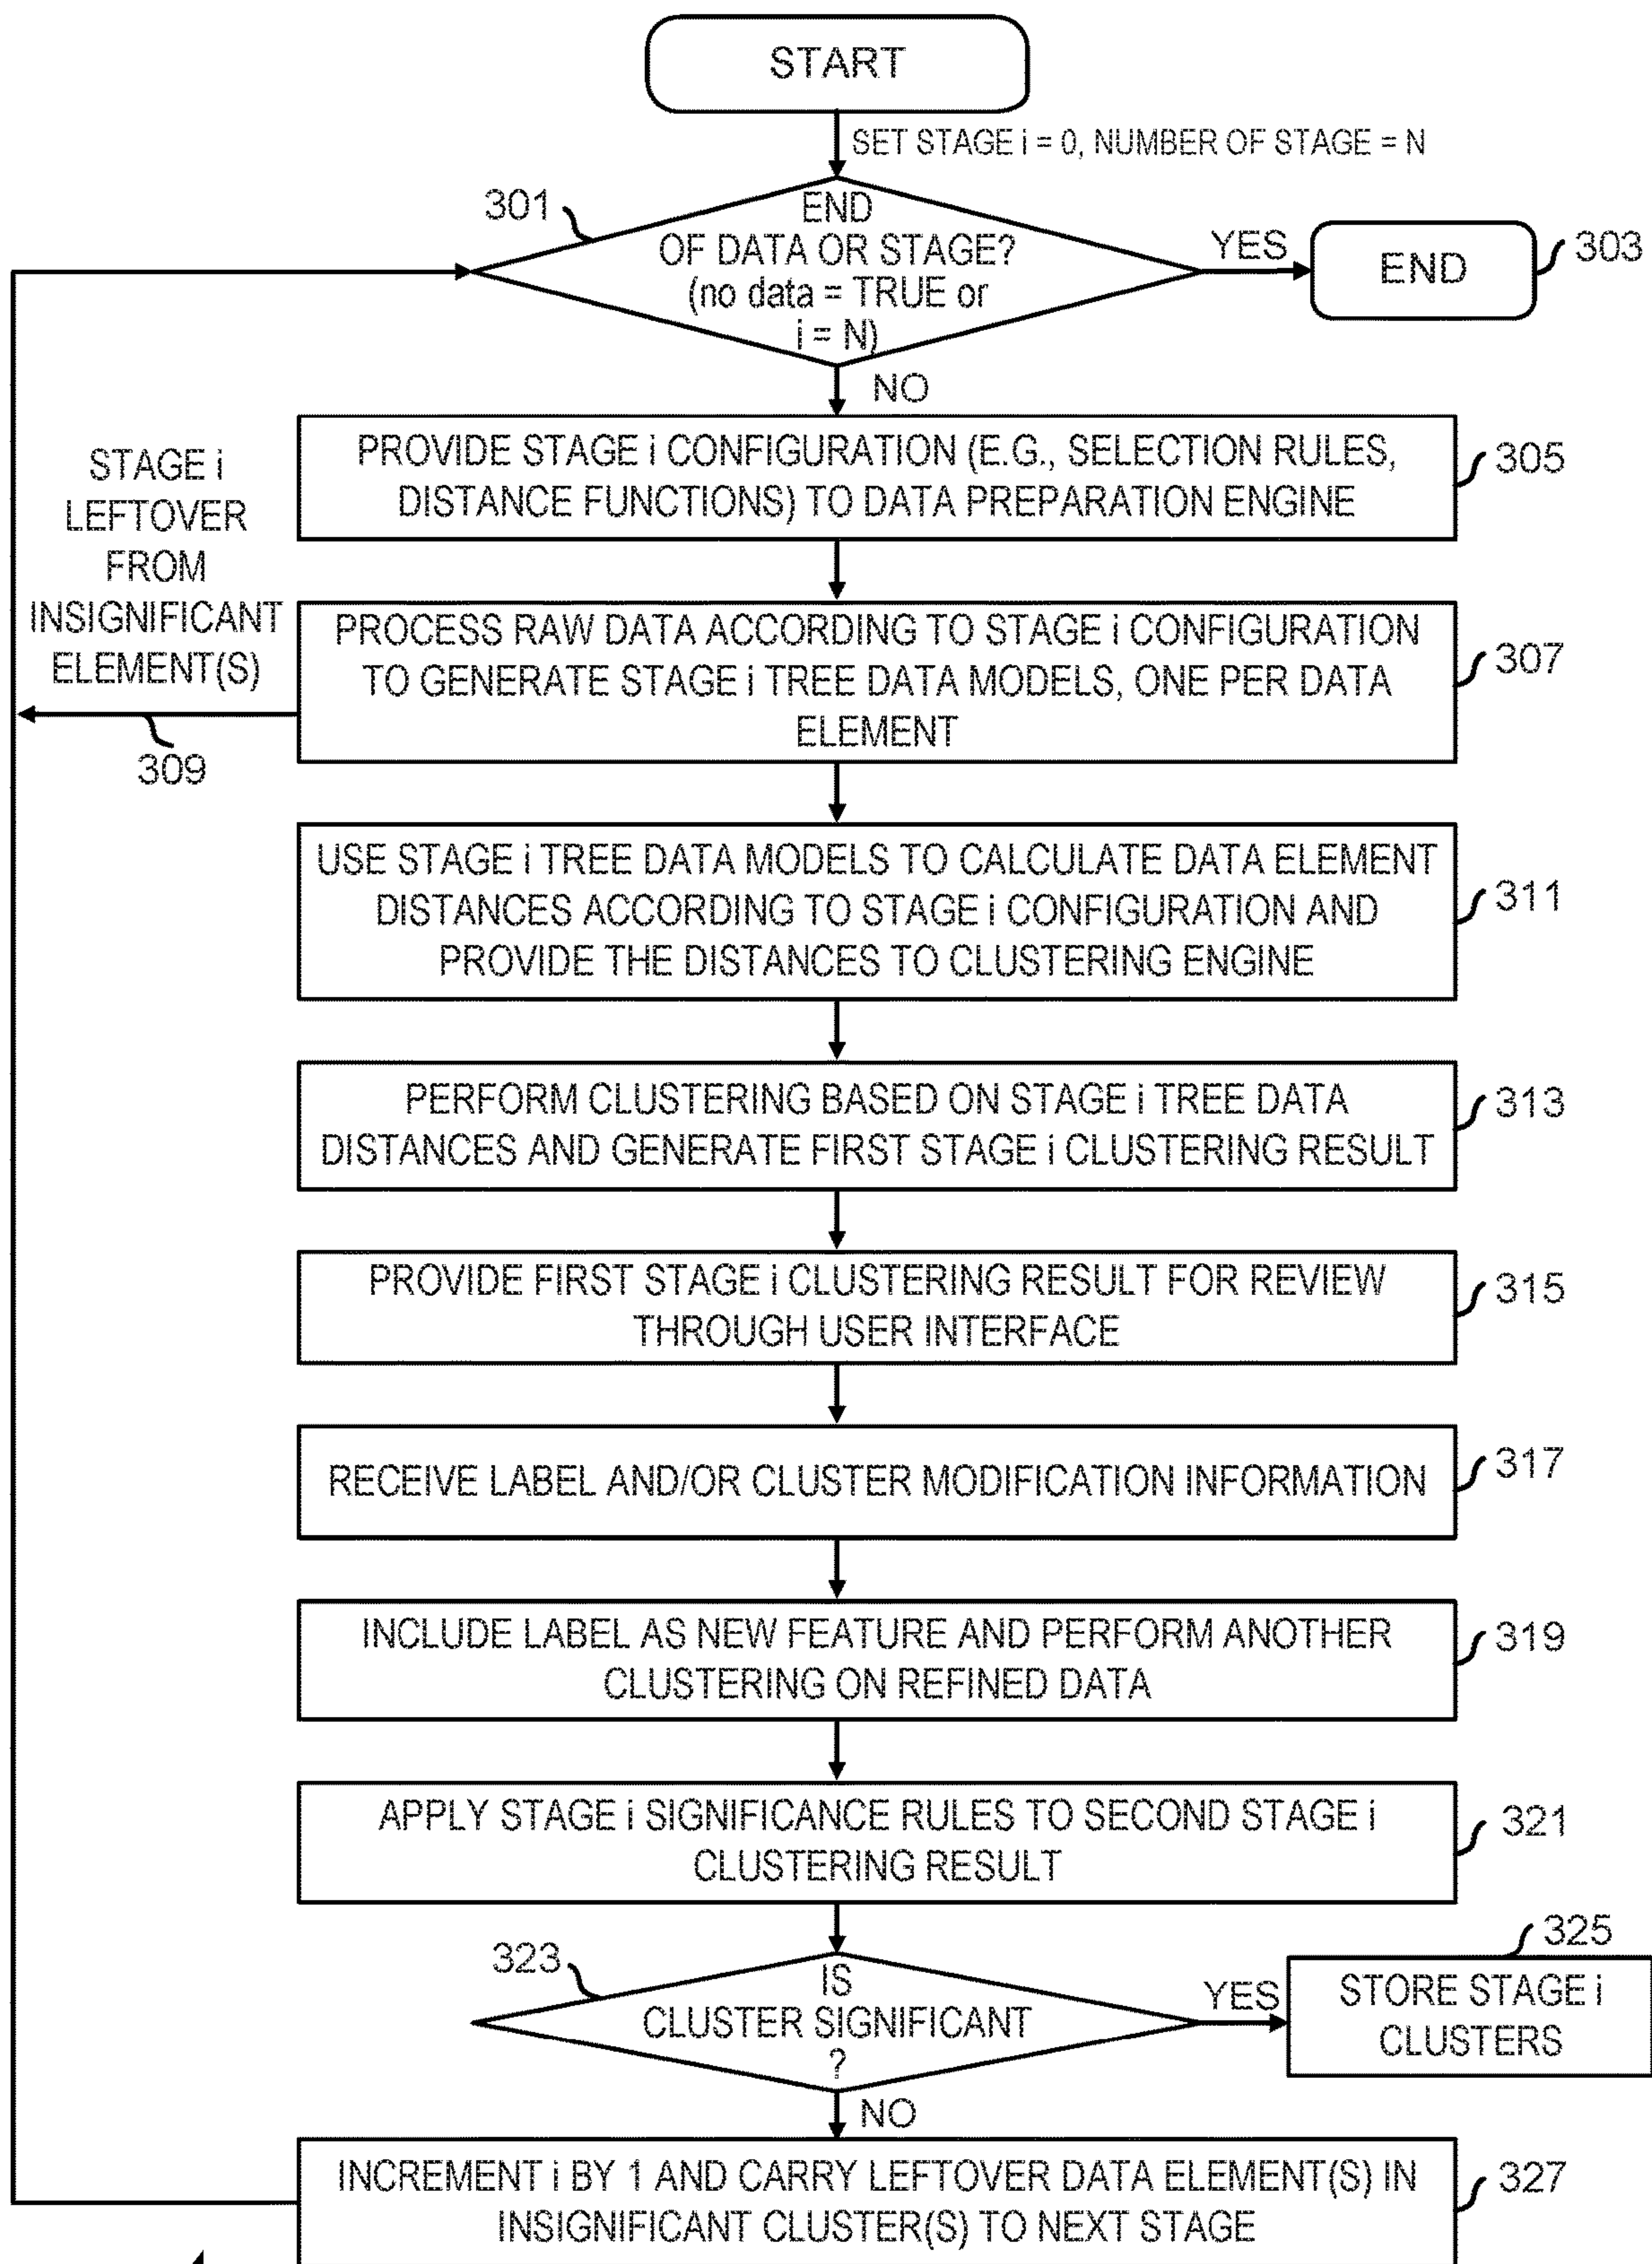 START
SET STAGE i = 0, NUMBER OF STAGE = N
301
END
OF DATA OR STAGE?
(no data = TRUE or
i = N)
YES
END
303
NO
STAGE i
LEFTOVER
FROM
INSIGNIFICANT
ELEMENT(S)
309
PROVIDE STAGE i CONFIGURATION (E.G., SELECTION RULES,
DISTANCE FUNCTIONS) TO DATA PREPARATION ENGINE
305
PROCESS RAW DATA ACCORDING TO STAGE i CONFIGURATION
TO GENERATE STAGE i TREE DATA MODELS, ONE PER DATA
ELEMENT
307
USE STAGE i TREE DATA MODELS TO CALCULATE DATA ELEMENT
DISTANCES ACCORDING TO STAGE i CONFIGURATION AND
PROVIDE THE DISTANCES TO CLUSTERING ENGINE
311
PERFORM CLUSTERING BASED ON STAGE i TREE DATA
DISTANCES AND GENERATE FIRST STAGE i CLUSTERING RESULT
313
PROVIDE FIRST STAGE i CLUSTERING RESULT FOR REVIEW
THROUGH USER INTERFACE
315
RECEIVE LABEL AND/OR CLUSTER MODIFICATION INFORMATION
317
INCLUDE LABEL AS NEW FEATURE AND PERFORM ANOTHER
CLUSTERING ON REFINED DATA
319
APPLY STAGE i SIGNIFICANCE RULES TO SECOND STAGE i
CLUSTERING RESULT
321
323
IS
CLUSTER SIGNIFICANT
?
YES
325
STORE STAGE i
CLUSTERS
NO
INCREMENT i BY 1 AND CARRY LEFTOVER DATA ELEMENT(S) IN
INSIGNIFICANT CLUSTER(S) TO NEXT STAGE
327